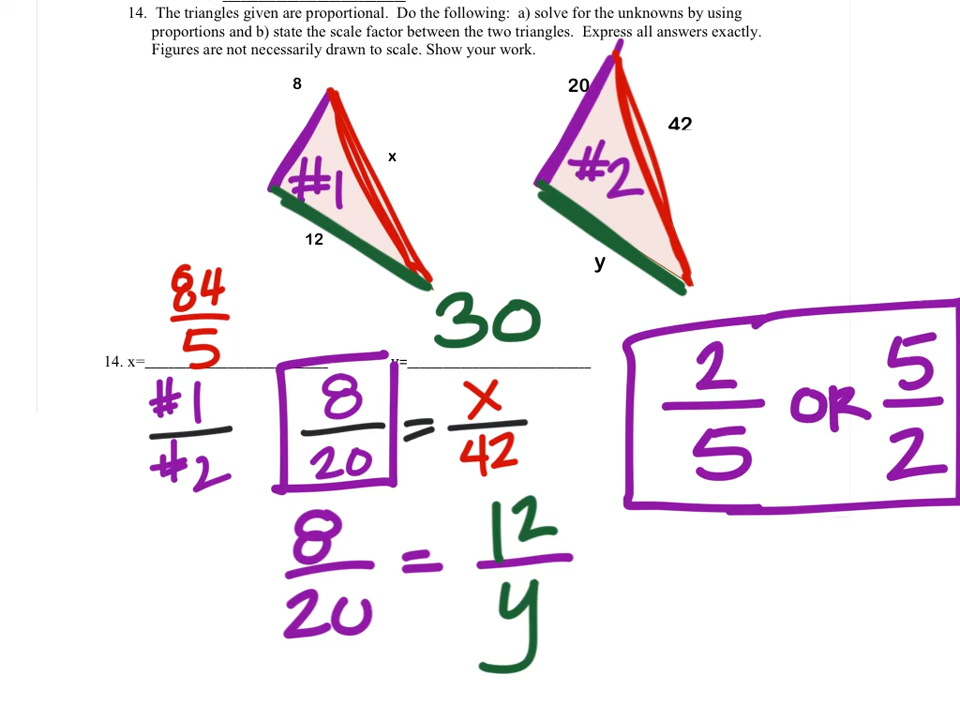 14. The triangles given are proportional. Do the following: a) solve for the unknowns by using
proportions and b) state the scale factor between the two triangles. Express all answers exactly.
Figures are not necessarily drawn to scale. Show your work.
8
20
42
x
#1
#2
12
y
84
5
30
14. x=
y=
#1
#2
8
20
=
x
42
2
5
OR
5
2
8
20
=
12
y